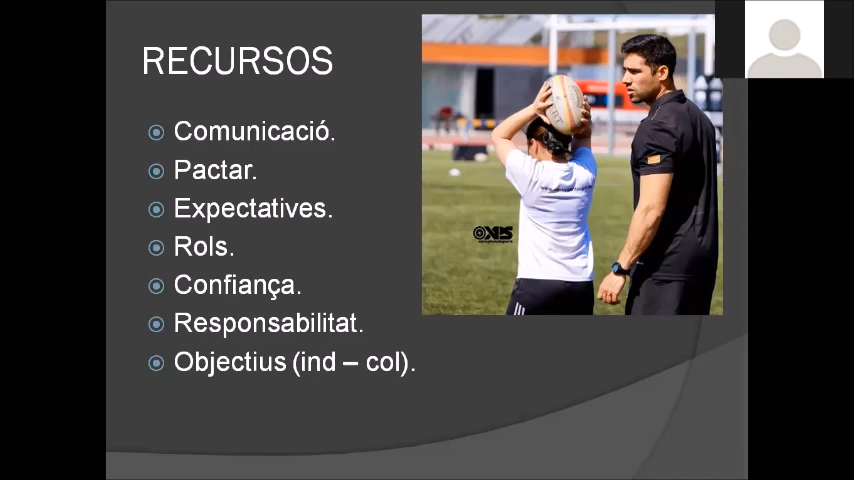 RECURSOS
Comunicació.
Pactar.
Expectatives.
Rols.
Confiança.
Responsabilitat.
Objectius (ind – col).